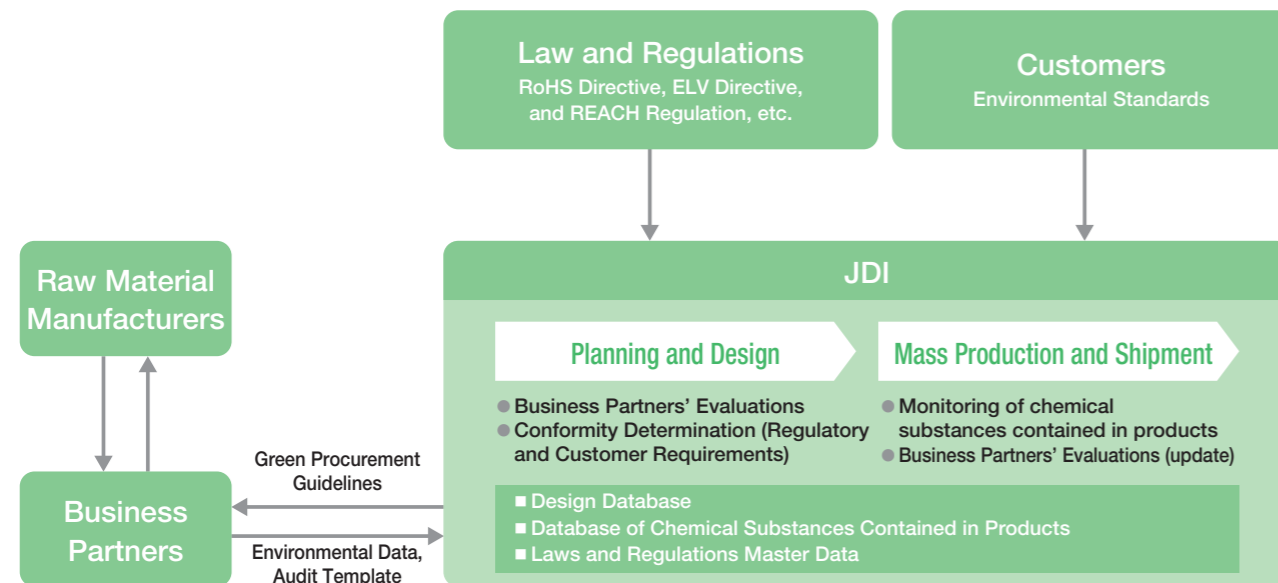 Law and Regulations
RoHS Directive, ELV Directive,
and REACH Regulation, etc.
Customers
Environmental Standards
Raw Material
Manufacturers
Business
Partners
Green Procurement
Guidelines
Environmental Data,
Audit Template
JDI
Planning and Design
Business Partners’ Evaluations
Conformity Determination (Regulatory
and Customer Requirements)
Mass Production and Shipment
Monitoring of chemical
substances contained in products
Business Partners’ Evaluations (update)
Design Database
Database of Chemical Substances Contained in Products
Laws and Regulations Master Data